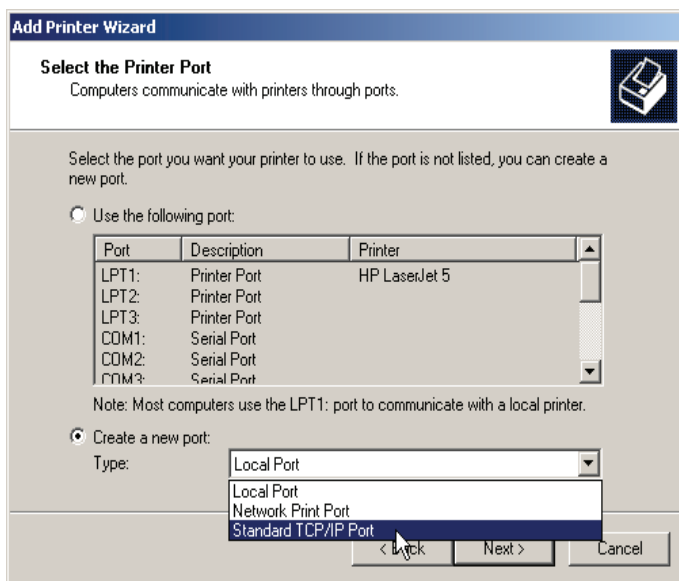 Add Printer Wizard
Select the Printer Port
Computers communicate with printers through ports.
Select the port you want your printer to use. If the port is not listed, you can create a
new port.
Use the following port:
Port Description Printer
LPT1: Printer Port HP LaserJet 5
LPT2: Printer Port
LPT3: Printer Port
COM1: Serial Port
COM2: Serial Port
COM3: Serial Port
Note: Most computers use the LPT1: port to communicate with a local printer.
Create a new port:
Type: Local Port
Local Port
Network Print Port
Standard TCP/IP Port
< Back Next > Cancel